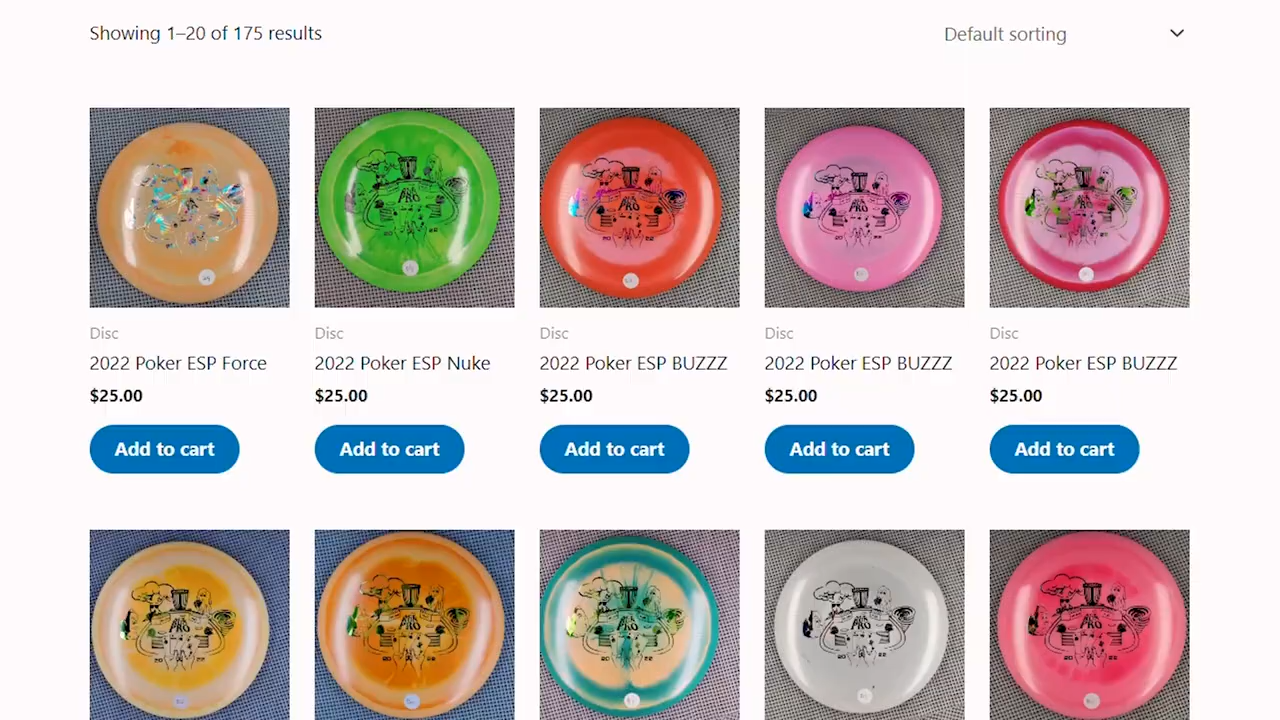 Showing 1–20 of 175 results
Default sorting
Disc
2022 Poker ESP Force
$25.00
Add to cart
Disc
2022 Poker ESP Nuke
$25.00
Add to cart
Disc
2022 Poker ESP BUZZZ
$25.00
Add to cart
Disc
2022 Poker ESP BUZZZ
$25.00
Add to cart
Disc
2022 Poker ESP BUZZZ
$25.00
Add to cart